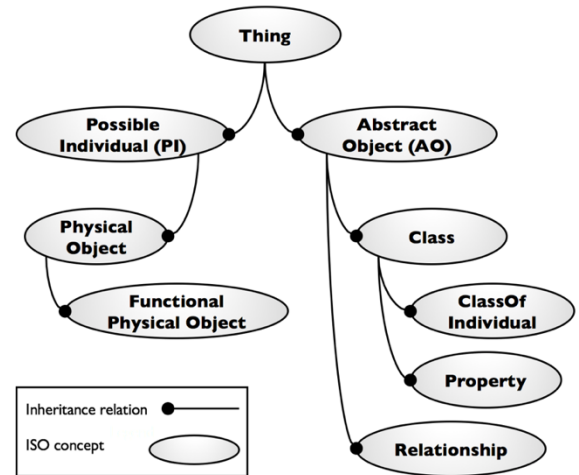 Thing
Possible
Individual (PI)
Abstract
Object (AO)
Physical
Object
Class
Functional
Physical Object
ClassOf
Individual
Property
Relationship
Inheritance relation
ISO concept